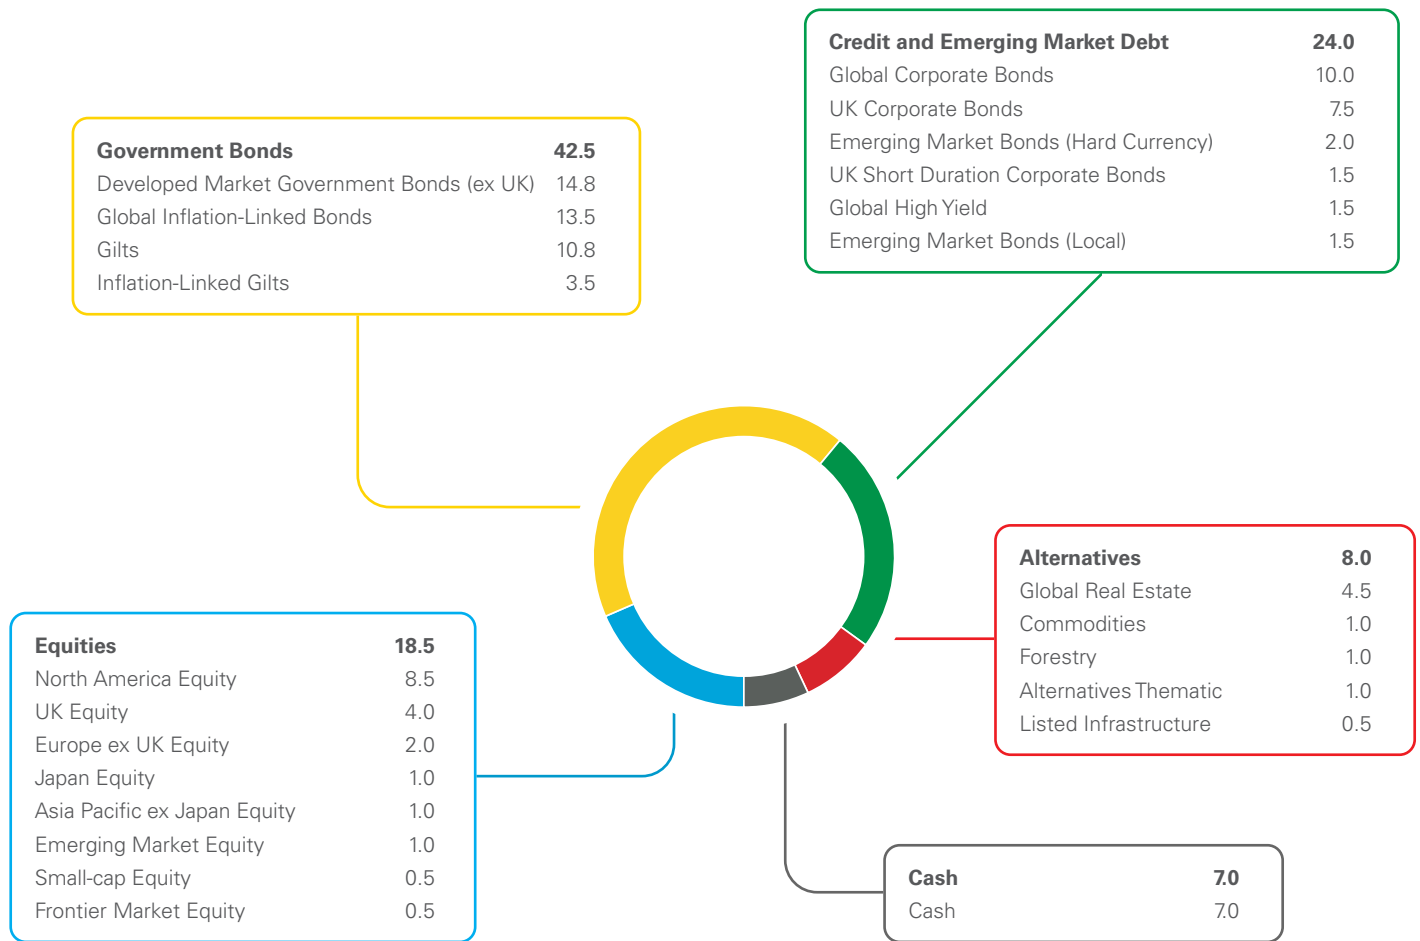 Credit and Emerging Market Debt 24.0
Global Corporate Bonds 10.0
UK Corporate Bonds 7.5
Emerging Market Bonds (Hard Currency) 2.0
UK Short Duration Corporate Bonds 1.5
Global High Yield 1.5
Emerging Market Bonds (Local) 1.5
Government Bonds 42.5
Developed Market Government Bonds (ex UK) 14.8
Global Inflation-Linked Bonds 13.5
Gilts 10.8
Inflation-Linked Gilts 3.5
Alternatives 8.0
Global Real Estate 4.5
Commodities 1.0
Forestry 1.0
Alternatives Thematic 1.0
Listed Infrastructure 0.5
Equities 18.5
North America Equity 8.5
UK Equity 4.0
Europe ex UK Equity 2.0
Japan Equity 1.0
Asia Pacific ex Japan Equity 1.0
Emerging Market Equity 1.0
Small-cap Equity 0.5
Frontier Market Equity 0.5
Cash 7.0
Cash 7.0